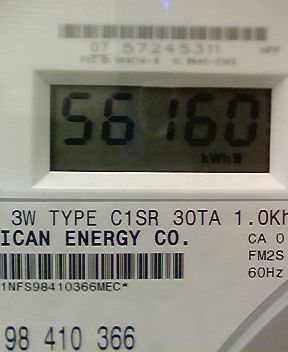 07 57245311
56160
kWh
3W TYPE C1SR 30TA 1.0Kh
ICAN ENERGY CO.
CA 0
FM2S
60Hz
1NFS98410366MEC*
98 410 366